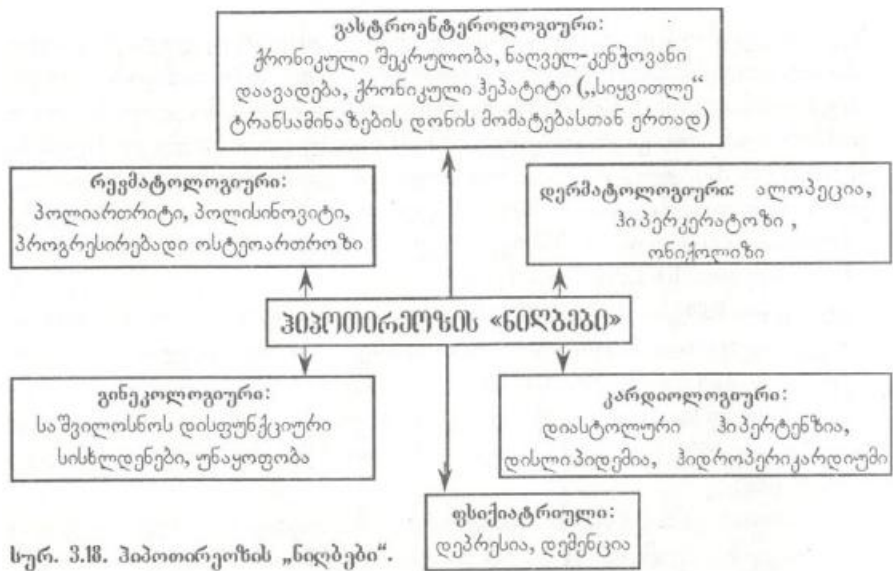 გასტროენტეროლოგიური:
ქრონიკული შეკრულობა, ნაღველ-კენჭოვანი
დაავადება, ქრონიკული ჰეპატიტი („სიყვითლე“
ტრანსამინაზების დონის მომატებასთან ერთად)
რევმატოლოგიური:
პოლიართრიტი, პოლისინოვიტი,
პროგრესირებადი ოსტეოართროზი
დერმატოლოგიური: ალოპეცია,
ჰიპერკერატოზი ,
ონიქოლიზი
ჰიპოთირეოზის «ნიღბები»
გინეკოლოგიური:
საშვილოსნოს დისფუნქციური
სისხლდენები, უნაყოფობა
კარდიოლოგიური:
დიასტოლური ჰიპერტენზია,
დისლიპიდემია, ჰიდროპერიკარდიუმი
ფსიქიატრიული:
დეპრესია, დემენცია
სურ. 3.18. ჰიპოთირეოზის „ნიღბები“.